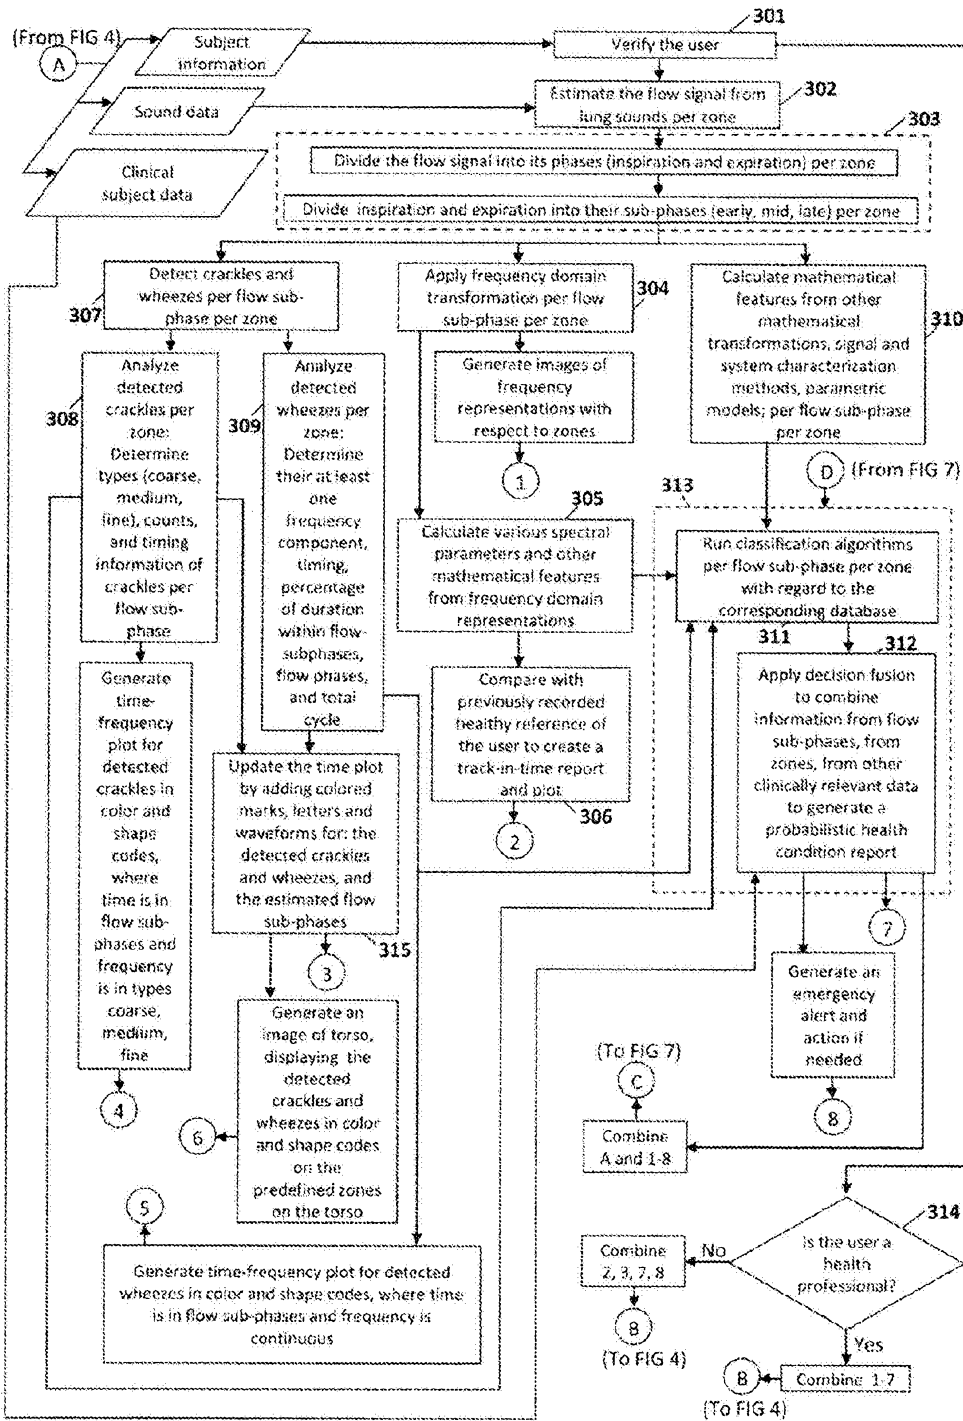 (From FIG 4)
A
Subject
information
301
Verify the user
Sound data
Estimate the flow signal from
lung sounds per zone
302
303
Clinical
subject data
Divide the flow signal into its phases (inspiration and expiration) per zone
Divide inspiration and expiration into their sub-phases (early, mid, late) per zone
Detect crackles and
wheezes per flow sub-
phase per zone
307
Apply frequency domain
transformation per flow
sub-phase per zone
304
Calculate mathematical
features from other
mathematical
transformations, signal and
system characterization
methods, parametric
models; per flow sub-phase
per zone
310
Analyze
detected
crackles per
zone:
Determine
types (coarse,
medium,
fine), counts,
and timing
information of
crackles per
flow sub-
phase
308
Analyze
detected
wheezes per
zone:
Determine
their at least
one
frequency
component,
timing,
percentage of
duration
within flow-
subphases,
flow phases,
and total
cycle
309
Generate images of
frequency
representations with
respect to zones
1
D
(From FIG 7)
313
305
Calculate various spectral
parameters and other
mathematical features
from frequency domain
representations
Run classification algorithms
per flow sub-phase per zone
with regard to the
corresponding database
311
312
Generate
time-
frequency
plot for
detected
crackles in
color and
shape
codes,
where
time is in
flow sub-
phases and
frequency
is in types
coarse,
medium,
fine
4
Update the time plot
by adding colored
marks, letters and
waveforms for: the
detected crackles
and wheezes, and
the estimated flow
sub-phases
315
3
Compare with
previously recorded
healthy reference of
the user to create a
track-in-time report
and plot
306
2
Apply decision fusion
to combine
information from flow
sub-phases, from
zones, from other
clinically relevant data
to generate a
probabilistic health
condition report
7
Generate an
image of torso,
displaying the
detected
crackles and
wheezes in color
and shape codes
on the
predefined zones
on the torso
6
Generate an
emergency
alert and
action if
needed
8
(To FIG 7)
C
Combine
A and 1-8
5
Generate time-frequency plot for detected
wheezes in color and shape codes, where time
is in flow sub-phases and frequency is
continuous
314
Is the user a
health
professional?
No
Combine
2, 3, 7, 8
B
(To FIG 4)
Yes
Combine 1-7
B
(To FIG 4)